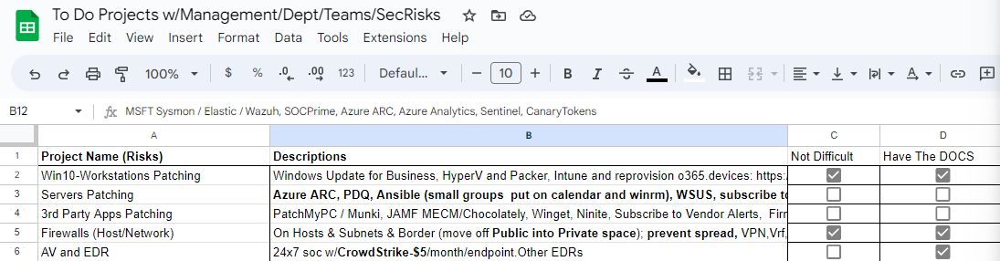 To Do Projects w/Management/Dept/Teams/SecRisks
File Edit View Insert Format Data Tools Extensions Help
100% $ % .0 .00 123 Defaul... − 10 + B I S A A
B12 fx MSFT Sysmon / Elastic / Wazuh, SOCPrime, Azure ARC, Azure Analytics, Sentinel, CanaryTokens
A B C D
1 Project Name (Risks) Descriptions Not Difficult Have The DOCS
2 Win10-Workstations Patching Windows Update for Business, HyperV and Packer, Intune and reprovision o365.devices: https:
3 Servers Patching Azure ARC, PDQ, Ansible (small groups put on calendar and winrm), WSUS, subscribe to
4 3rd Party Apps Patching PatchMyPC / Munki, JAMF MECM/Chocolately, Winget, Ninite, Subscribe to Vendor Alerts, Firr
5 Firewalls (Host/Network) On Hosts & Subnets & Border (move off Public into Private space); prevent spread, VPN,Vrf,
6 AV and EDR 24x7 soc w/CrowdStrike-$5/month/endpoint.Other EDRs